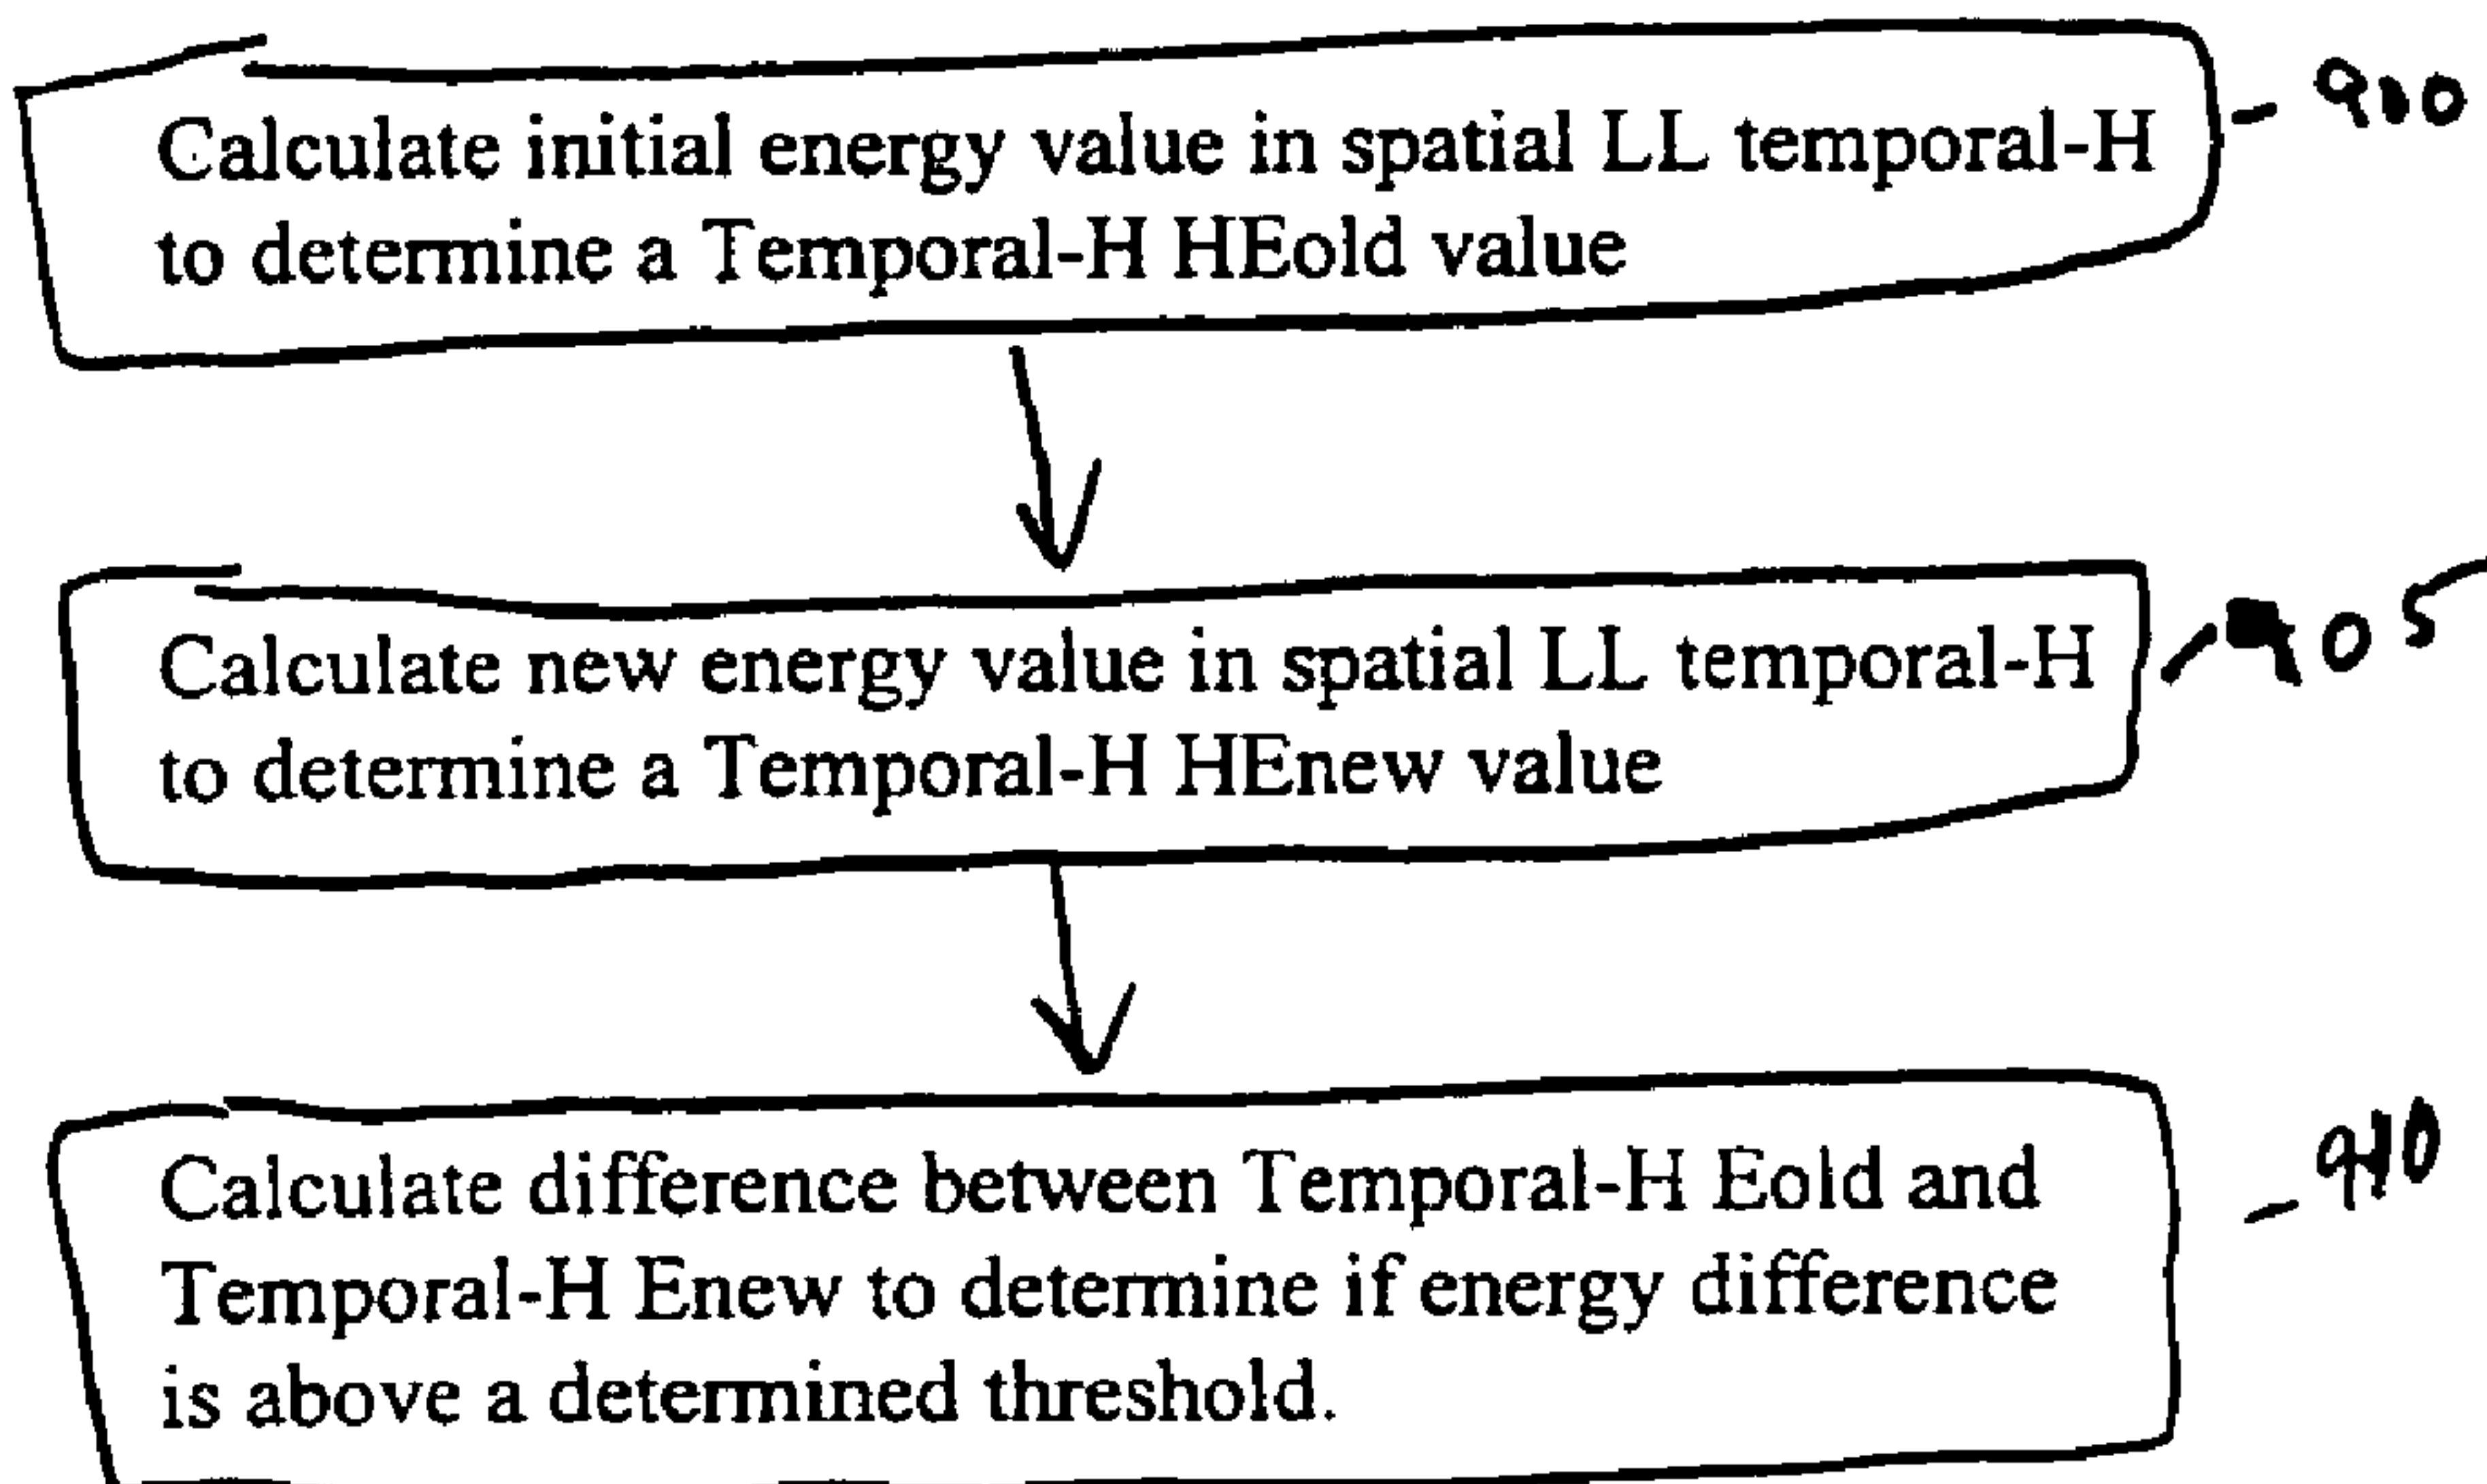 Calculate initial energy value in spatial LL temporal-H - 900
to determine a Temporal-H HEold value
Calculate new energy value in spatial LL temporal-H 905
to determine a Temporal-H HEnew value
Calculate difference between Temporal-H Eold and
Temporal-H Enew to determine if energy difference - 910
is above a determined threshold.